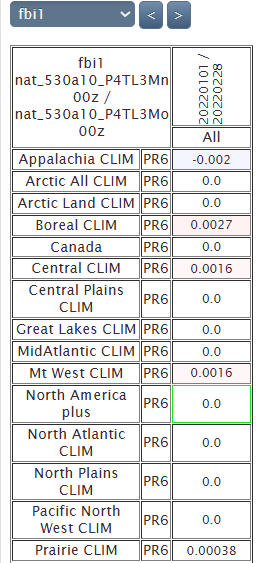 fbi1
<
>
fbi1
nat_530a10_P4TL3Mn
00z /
nat_530a10_P4TL3Mo
00z
20220101 /
20220228
All
Appalachia CLIM PR6 -0.002
Arctic All CLIM PR6 0.0
Arctic Land CLIM PR6 0.0
Boreal CLIM PR6 0.0027
Canada PR6 0.0
Central CLIM PR6 0.0016
Central Plains
CLIM PR6 0.0
Great Lakes CLIM PR6 0.0
MidAtlantic CLIM PR6 0.0
Mt West CLIM PR6 0.0016
North America
plus PR6 0.0
North Atlantic
CLIM PR6 0.0
North Plains
CLIM PR6 0.0
Pacific North
West CLIM PR6 0.0
Prairie CLIM PR6 0.00038